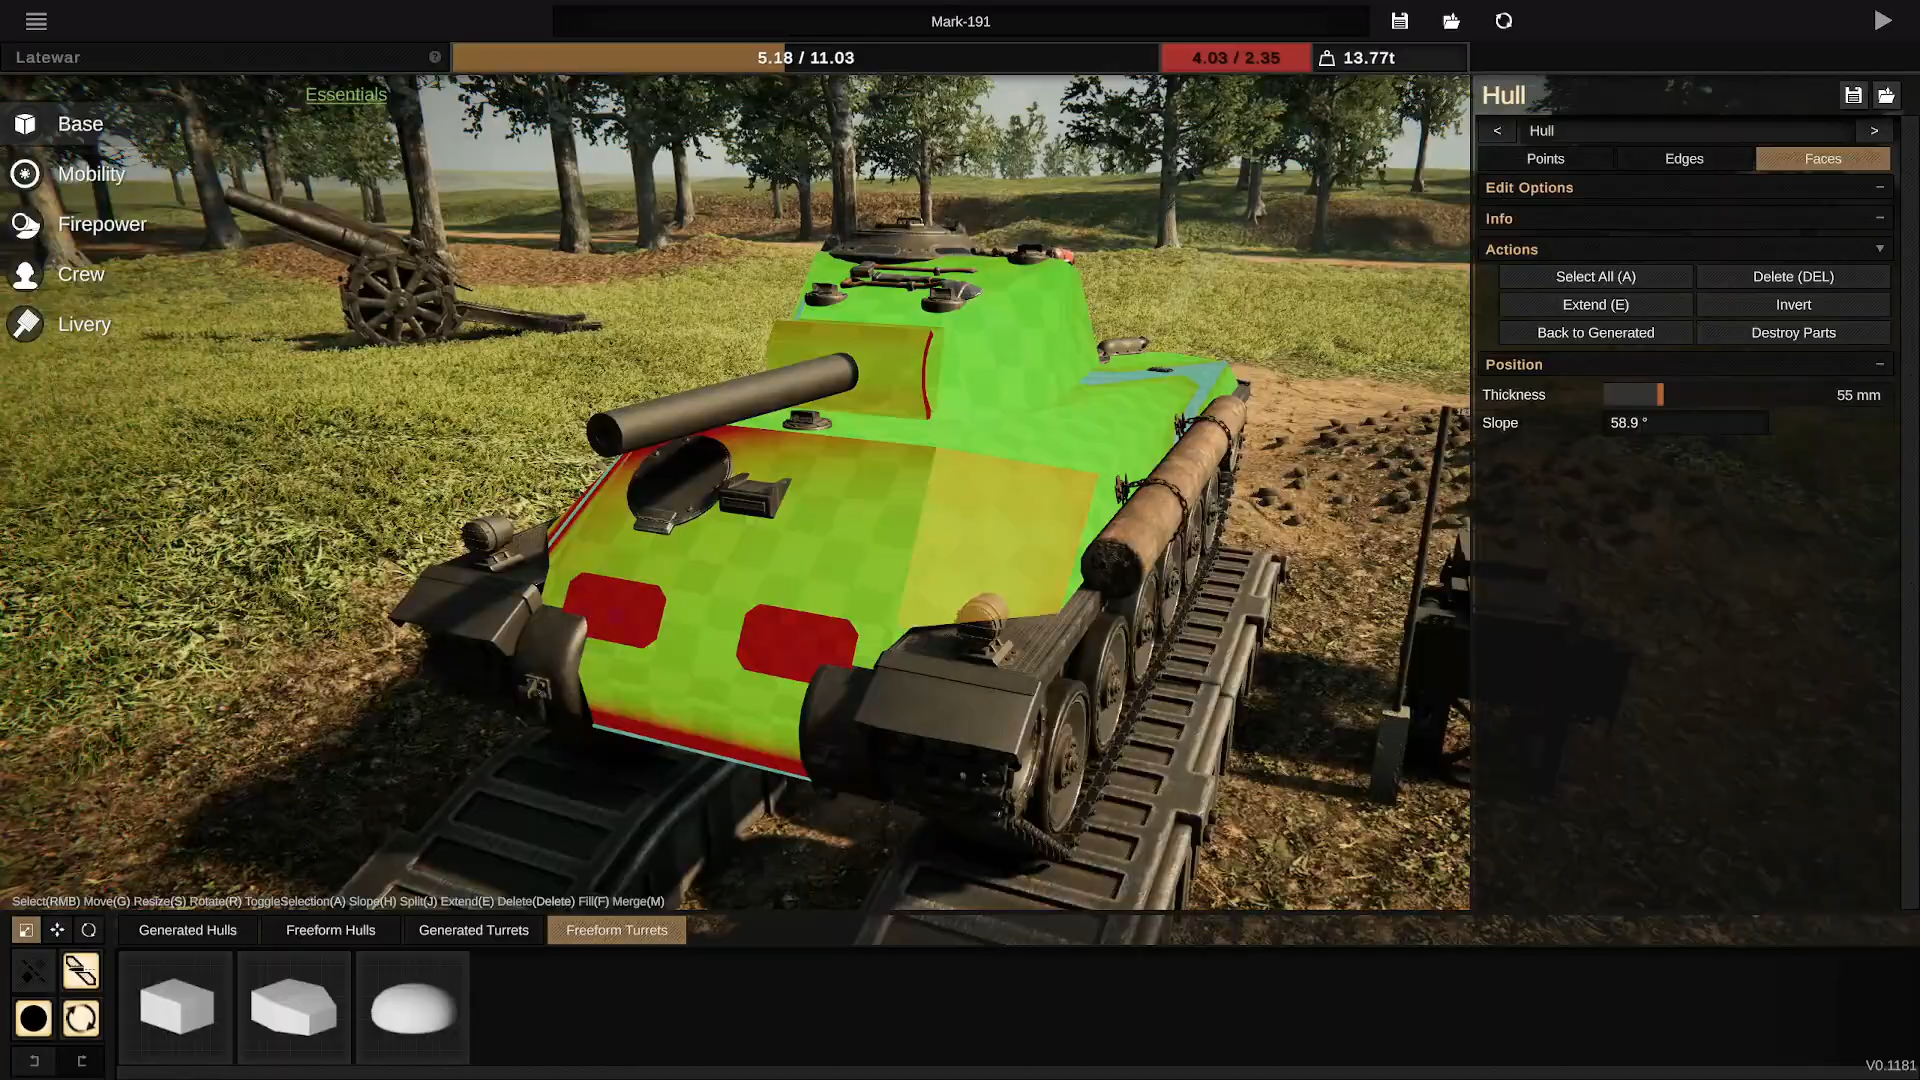 Mark-191
Latewar
5.18 / 11.03
4.03 / 2.35
13.77t
Essentials
Base
Mobility
Firepower
Crew
Livery
Hull
< Hull >
Points Edges Faces
Edit Options
Info
Actions
Select All (A) Delete (DEL)
Extend (E) Invert
Back to Generated Destroy Parts
Position
Thickness 55 mm
Slope 58.9 °
Select(RMB) Move(G) Resize(S) Rotate(R) ToggleSelection(A) Slope(H) Split(J) Extend(E) Delete(Delete) Fill(F) Merge(M)
Generated Hulls Freeform Hulls Generated Turrets Freeform Turrets
V0.1181